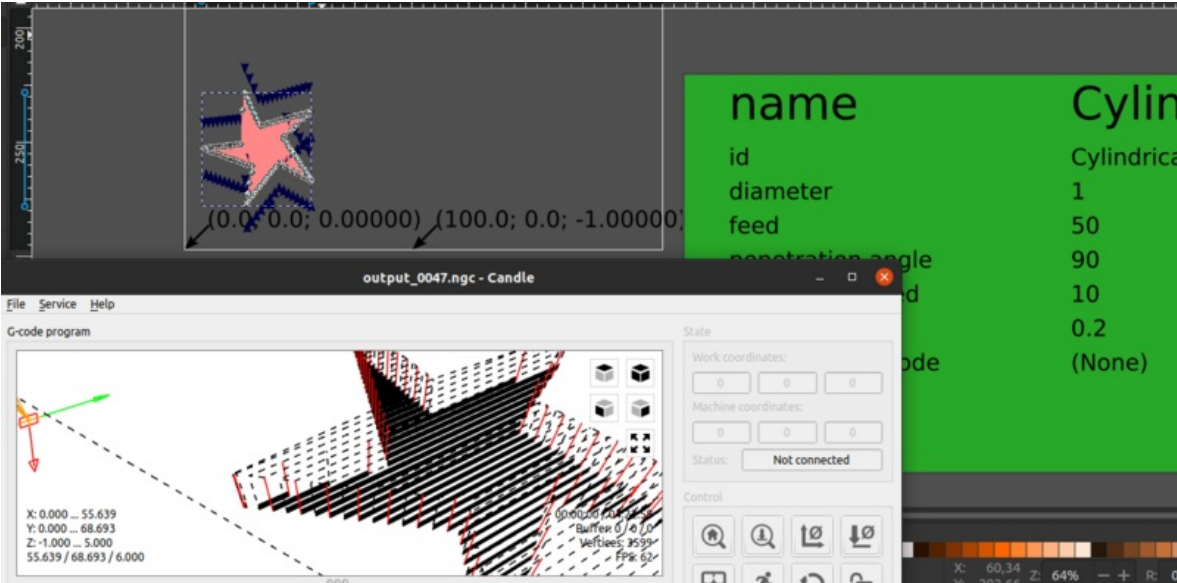 200
250
(0.0; 0.0; 0.00000) (100.0; 0.0; -1.00000)
name Cylin
id Cylindrica
diameter 1
feed 50
penetration angle 90
10
0.2
(None)
output_0047.ngc - Candle
File Service Help
G-code program
State
Work coordinates:
0 0 0
Machine coordinates:
0 0 0
Status: Not connected
Control
X: 0.000 ... 55.639
Y: 0.000 ... 68.693
Z: -1.000 ... 5.000
55.639 / 68.693 / 6.000
Buffer: 0 / 0 / 0
Vertices: 3599
FPS: 62
X: 60,34
Z: 64%
R: